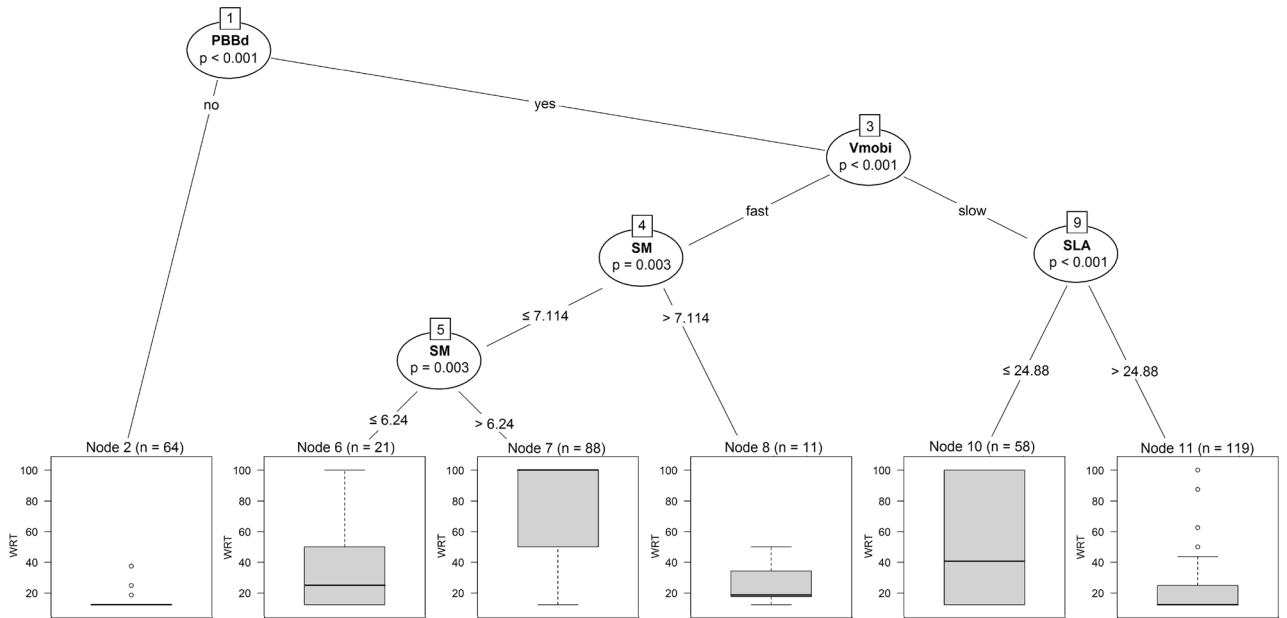 1
PBBd
p < 0.001
no
yes
3
Vmobi
p < 0.001
fast
slow
4
SM
p = 0.003
9
SLA
p < 0.001
≤ 7.114
> 7.114
5
SM
p = 0.003
≤ 24.88
> 24.88
≤ 6.24
> 6.24
Node 2 (n = 64)
WRT
100
80
60
40
20
Node 6 (n = 21)
WRT
100
80
60
40
20
Node 7 (n = 88)
WRT
100
80
60
40
20
Node 8 (n = 11)
WRT
100
80
60
40
20
Node 10 (n = 58)
WRT
100
80
60
40
20
Node 11 (n = 119)
WRT
100
80
60
40
20